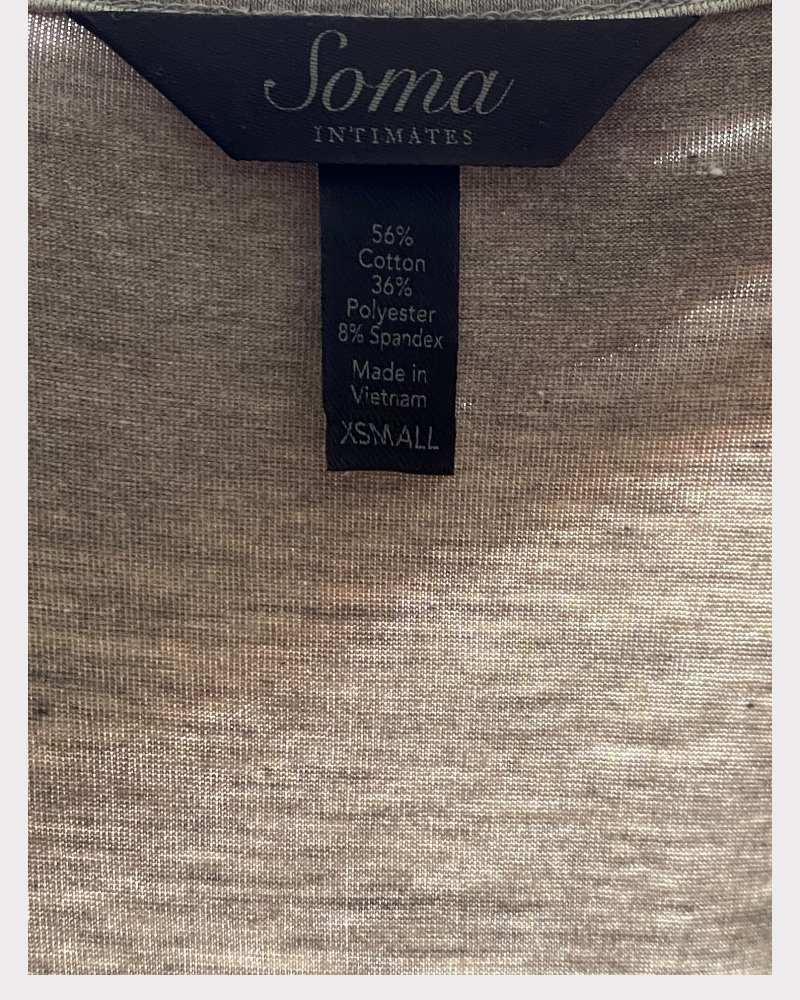 Soma
INTIMATES
56%
Cotton
36%
Polyester
8% Spandex
Made in
Vietnam
XSMALL